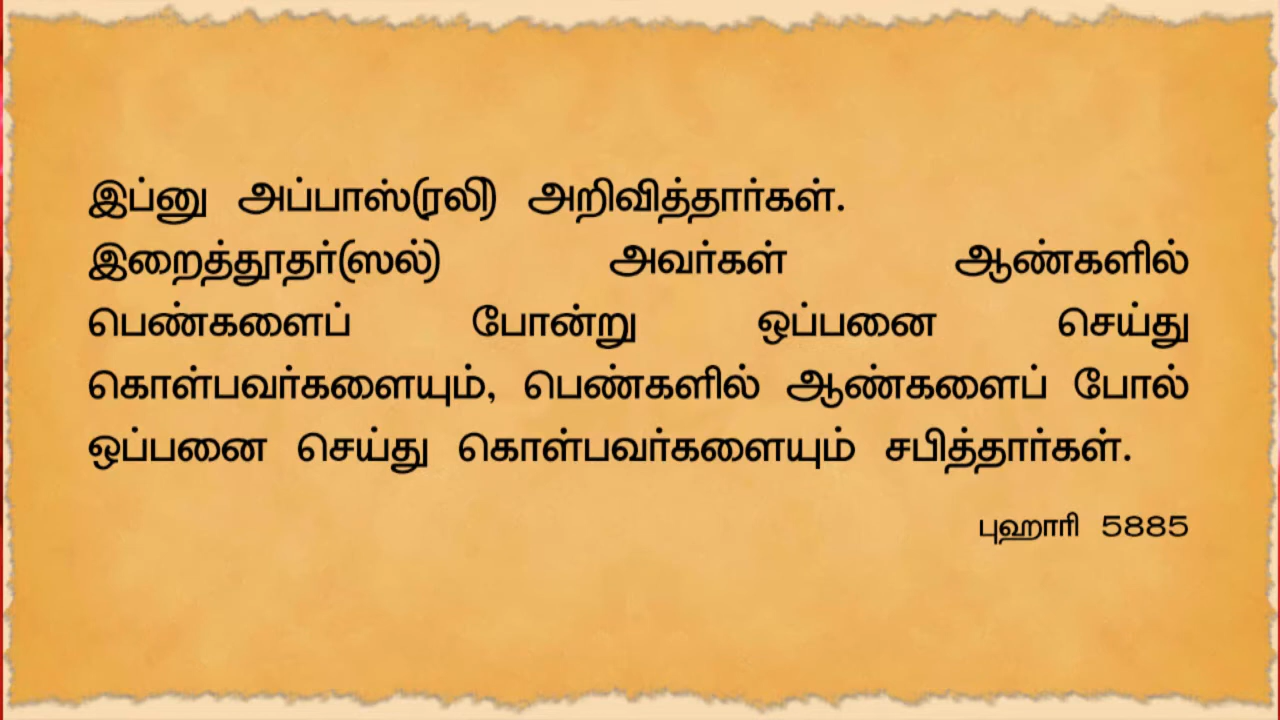 இப்னு அப்பாஸ்(ரலி) அறிவித்தார்கள்.
இறைத்தூதர்(ஸல்) அவர்கள் ஆண்களில்
பெண்களைப் போன்று ஒப்பனை செய்து
கொள்பவர்களையும், பெண்களில் ஆண்களைப் போல்
ஒப்பனை செய்து கொள்பவர்களையும் சபித்தார்கள்.
புஹாரி 5885